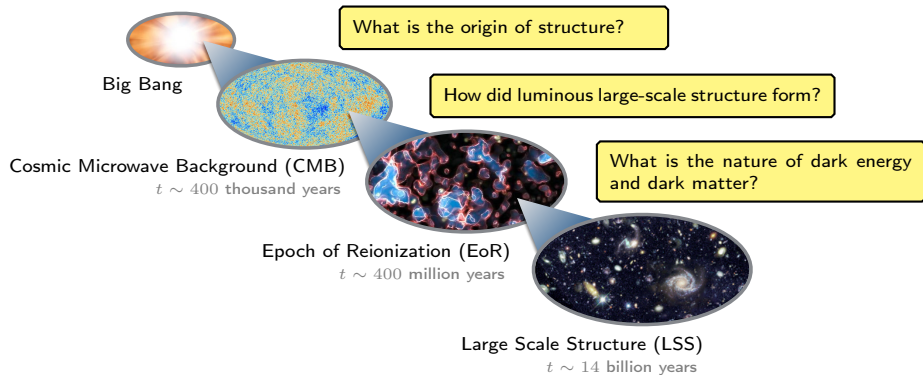 What is the origin of structure?
Big Bang
How did luminous large-scale structure form?
Cosmic Microwave Background (CMB)
t ∼ 400 thousand years
What is the nature of dark energy
and dark matter?
Epoch of Reionization (EoR)
t ∼ 400 million years
Large Scale Structure (LSS)
t ∼ 14 billion years